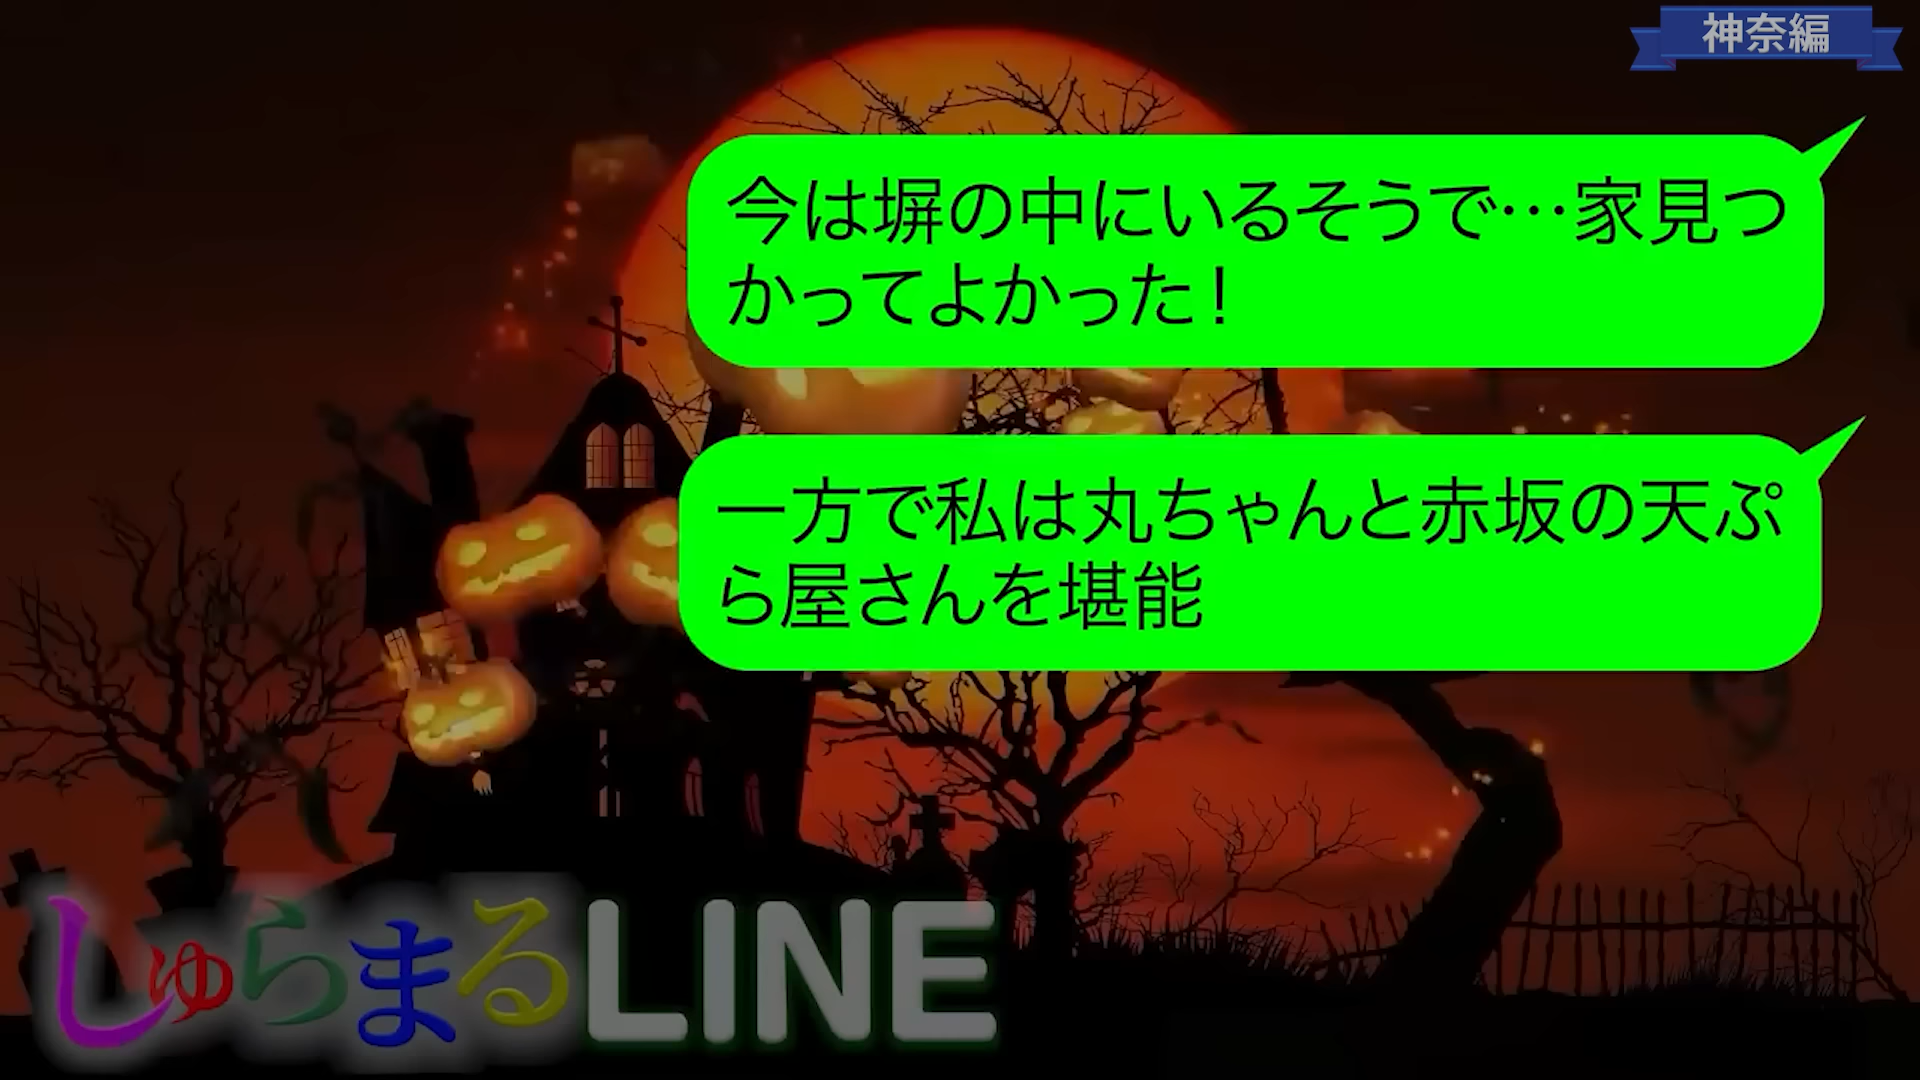 神奈編
今は塀の中にいるそうで…家見つ
かってよかった！
一方で私は丸ちゃんと赤坂の天ぷ
ら屋さんを堪能
しゅらまるLINE